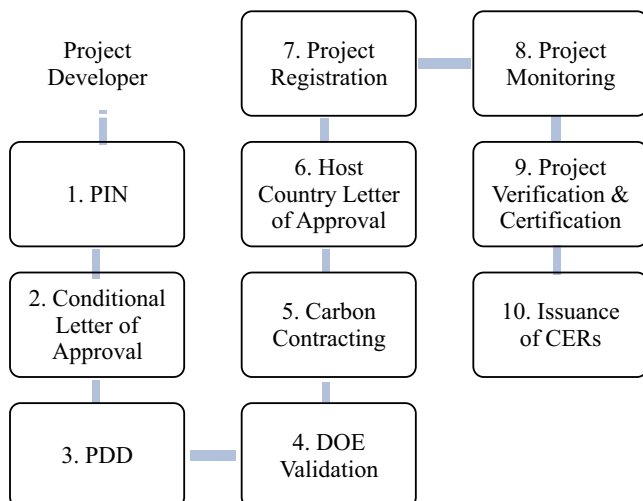 Project
Developer
1. PIN
2. Conditional
Letter of
Approval
3. PDD
4. DOE
Validation
5. Carbon
Contracting
6. Host
Country Letter
of Approval
7. Project
Registration
8. Project
Monitoring
9. Project
Verification &
Certification
10. Issuance
of CERs